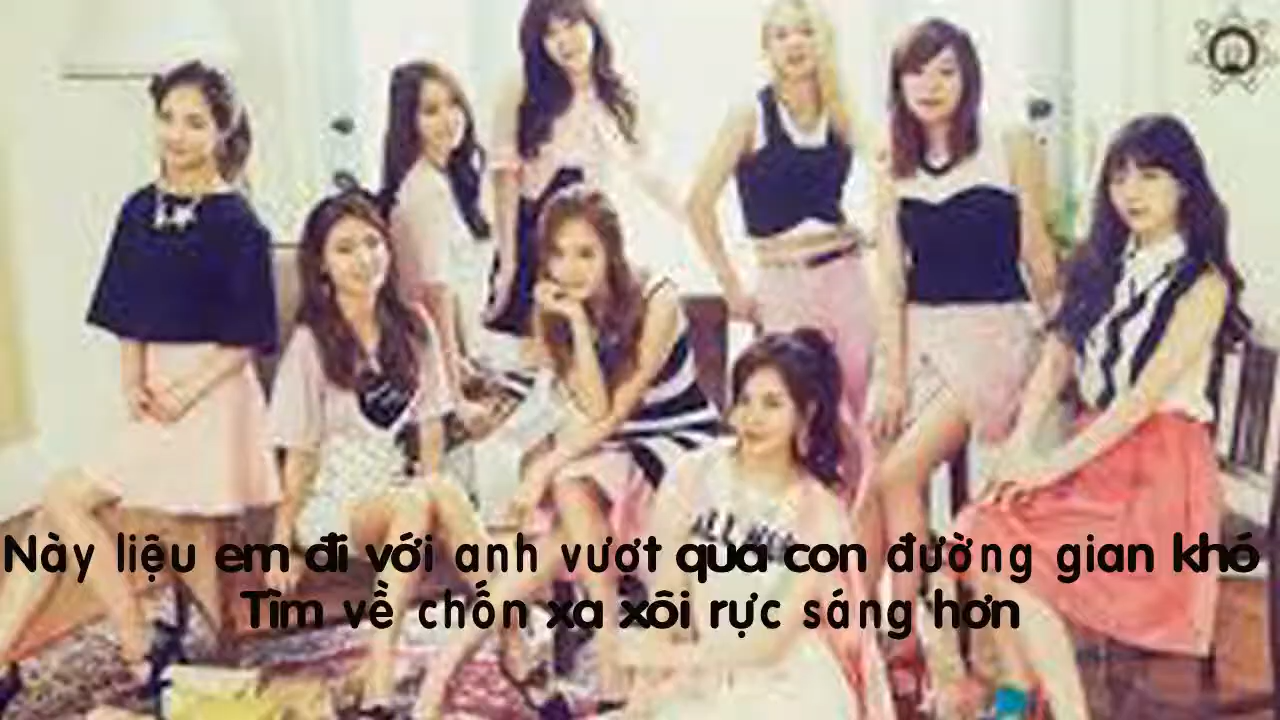 Này liệu em đi với anh vượt qua con đường gian khó
Tìm về chốn xa xôi rực sáng hơn